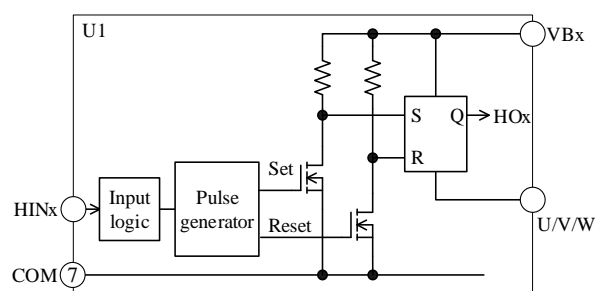 U1
VBx
S
Q
HOx
R
Set
Input
logic
Pulse
generator
HINx
Reset
U/V/W
COM
7